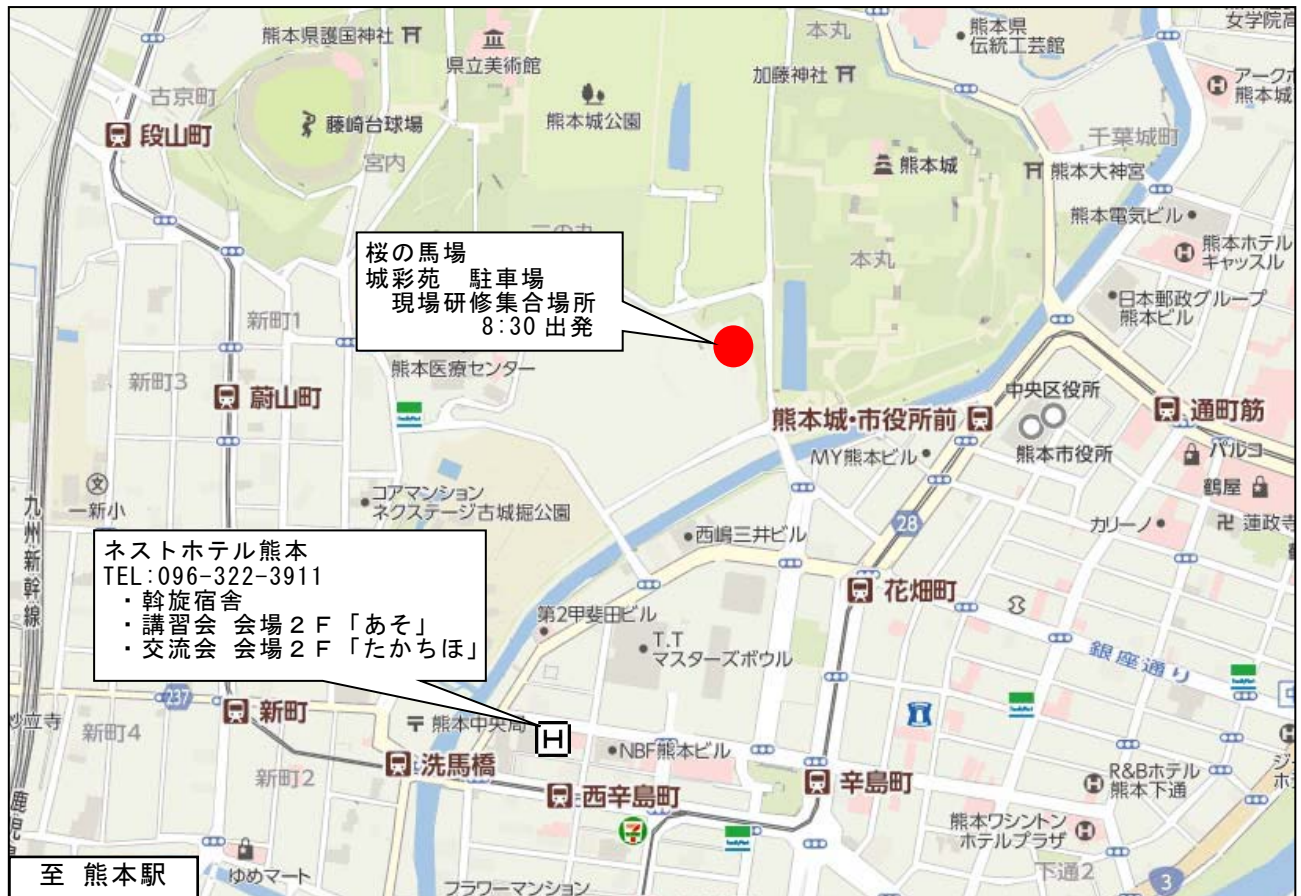 熊本県護国神社
県立美術館
本丸
熊本県
伝統工芸館
加藤神社
古京町
藤崎台球場
熊本城公園
段山町
宮内
千葉城町
熊本城
熊本大神宮
熊本電気ビル
熊本ホテル
キャッスル
本丸
桜の馬場
城彩苑 駐車場
現場研修集合場所
8:30 出発
日本郵政グループ
熊本ビル
新町1
熊本医療センター
新町3
蔚山町
中央区役所
熊本城・市役所前
通町筋
MY熊本ビル
熊本市役所
パルコ
鶴屋
一新小
コアマンション
ネクステージ古城掘公園
九州新幹線
28
カリーノ
蓮政寺
西嶋三井ビル
ネストホテル熊本
TEL:096-322-3911
・斡旋宿舎
・講習会 会場2F「あそ」
・交流会 会場2F「たかちほ」
花畑町
第2甲斐田ビル
T.T
マスターズボウル
銀座通り
237
新町
新町4
熊本中央局
H
NBF熊本ビル
洗馬橋
新町2
西辛島町
辛島町
R&Bホテル
熊本下通
熊本ワシントン
ホテルプラザ
7
至 熊本駅
ゆめマート
フラワーマンション
下通2
3